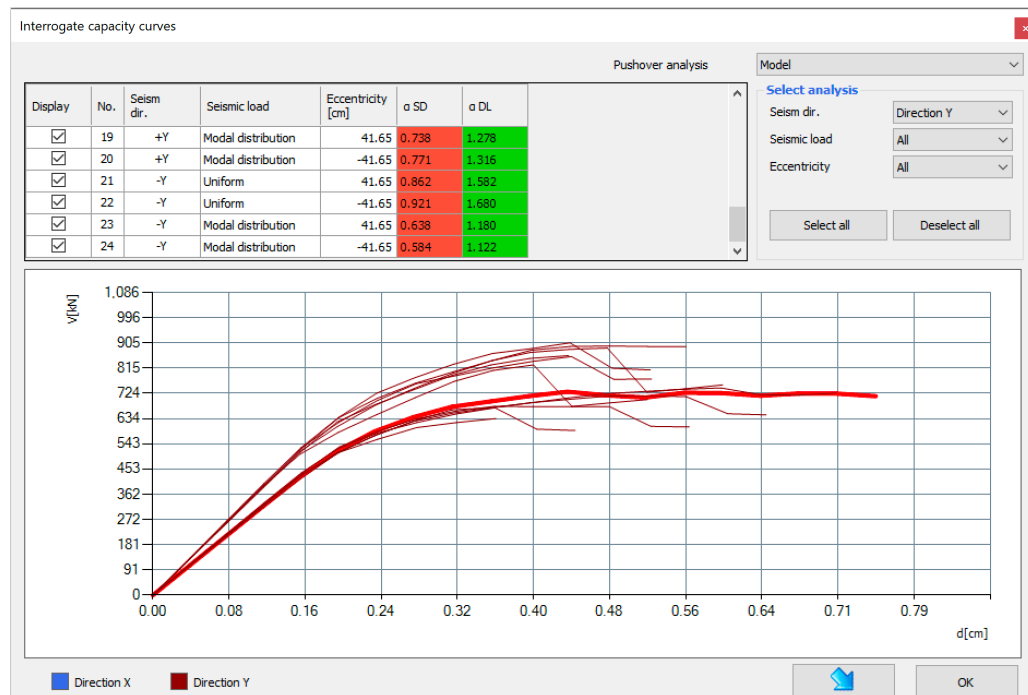 Interrogate capacity curves
Pushover analysis Model
Select analysis
Seism dir. Direction Y
Seismic load All
Eccentricity All
Select all Deselect all
Display No. Seism dir. Seismic load Eccentricity [cm] α SD α DL
19 +Y Modal distribution 41.65 0.738 1.278
20 +Y Modal distribution -41.65 0.771 1.316
21 -Y Uniform 41.65 0.862 1.582
22 -Y Uniform -41.65 0.921 1.680
23 -Y Modal distribution 41.65 0.638 1.180
24 -Y Modal distribution -41.65 0.584 1.122
V[kN]
1,086
996
905
815
724
634
543
453
362
272
181
91
0
0.00 0.08 0.16 0.24 0.32 0.40 0.48 0.56 0.64 0.71 0.79
d[cm]
Direction X Direction Y
OK